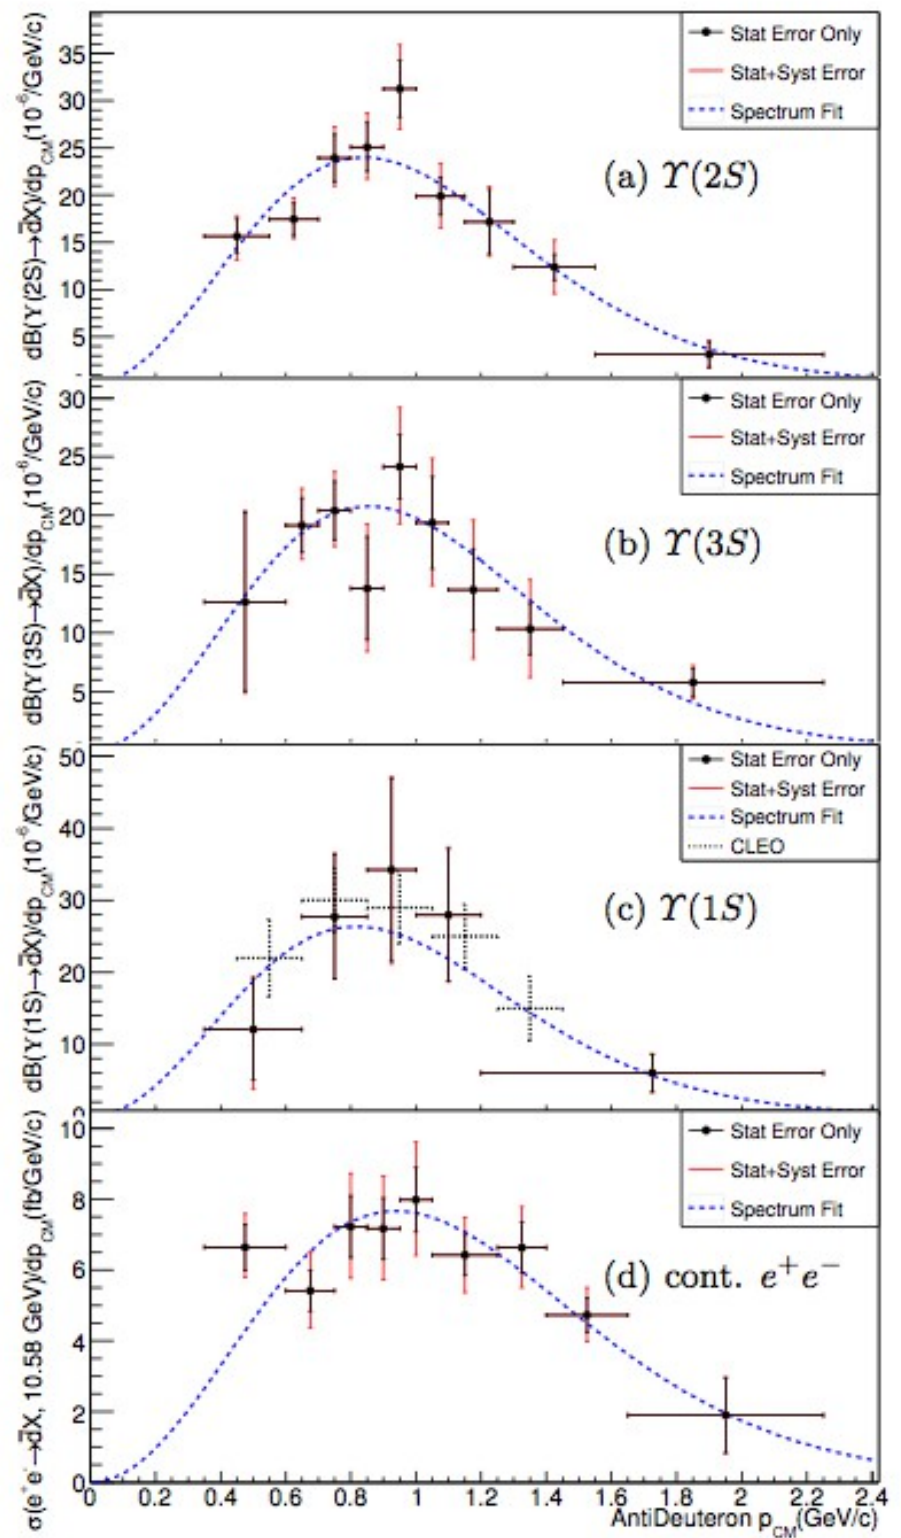 dB(ϒ(2S)→d̅X)/dp_CM(10⁻⁶/GeV/c)
35
30
25
20
15
10
5
Stat Error Only
Stat+Syst Error
Spectrum Fit
(a) ϒ(2S)
dB(ϒ(3S)→d̅X)/dp_CM(10⁻⁶/GeV/c)
30
25
20
15
10
5
Stat Error Only
Stat+Syst Error
Spectrum Fit
(b) ϒ(3S)
dB(ϒ(1S)→d̅X)/dp_CM(10⁻⁶/GeV/c)
50
40
30
20
10
0
Stat Error Only
Stat+Syst Error
Spectrum Fit
CLEO
(c) ϒ(1S)
σ(e⁺e⁻→d̅X, 10.58 GeV)/dp_CM(fb/GeV/c)
10
8
6
4
2
0
Stat Error Only
Stat+Syst Error
Spectrum Fit
(d) cont. e⁺e⁻
0 0.2 0.4 0.6 0.8 1 1.2 1.4 1.6 1.8 2 2.2 2.4
AntiDeuteron p_CM(GeV/c)